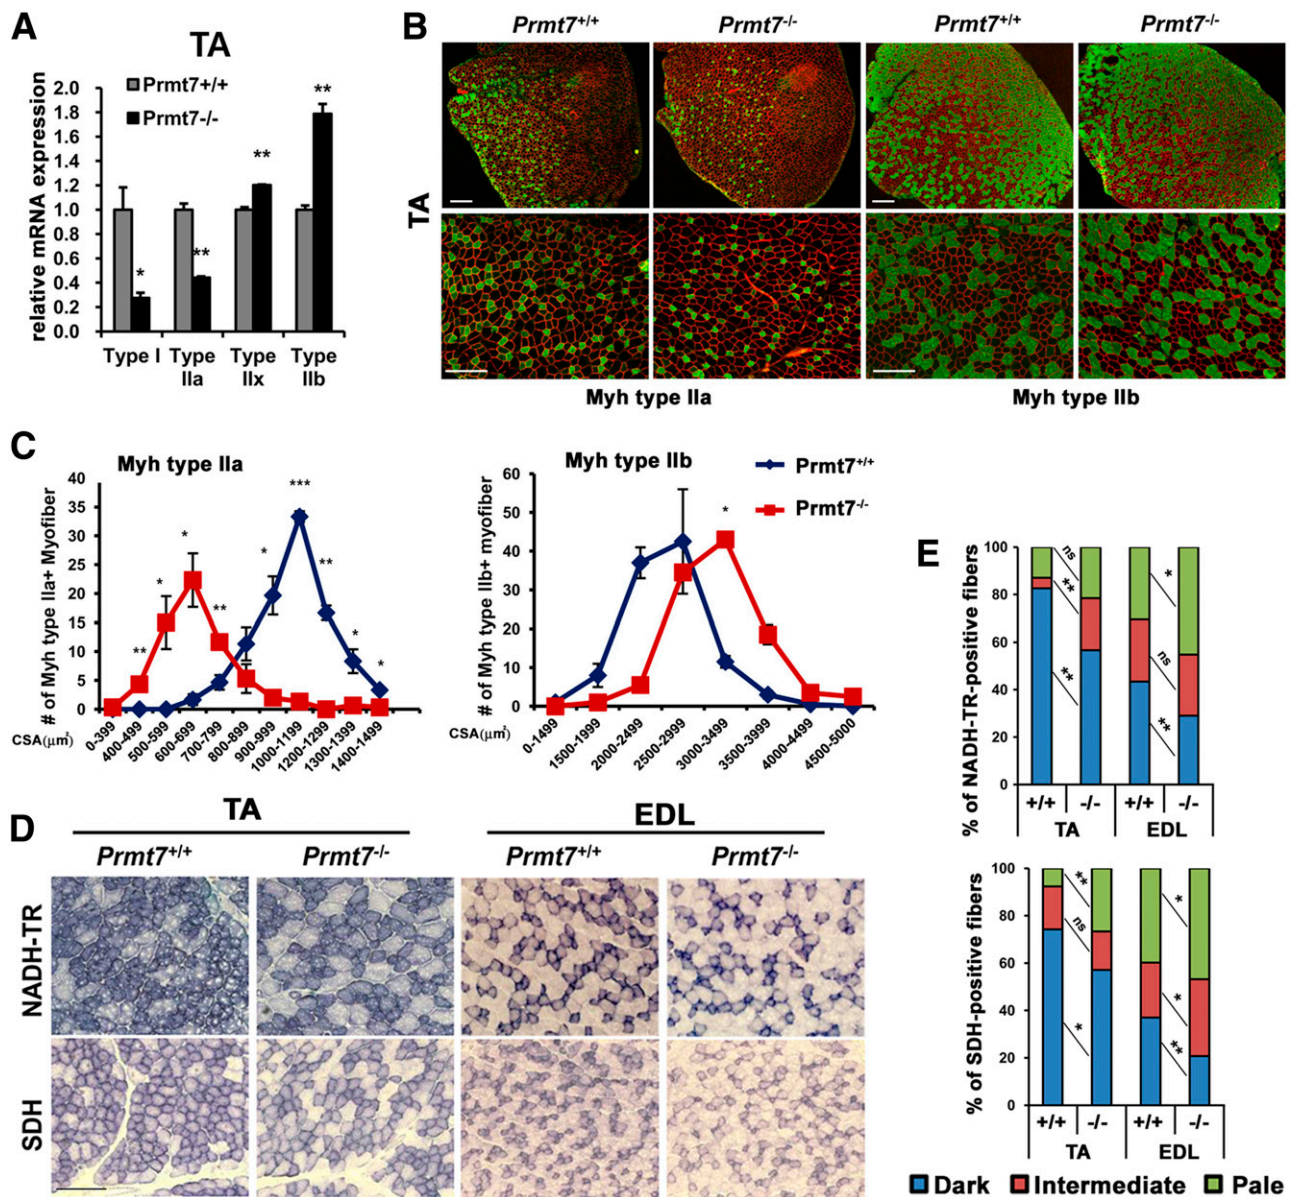 A
TA
Prmt7+/+
Prmt7-/-
relative mRNA expression
2.0
1.8
1.6
1.4
1.2
1.0
0.8
0.6
0.4
0.2
0.0
*
**
**
**
Type I
Type IIa
Type IIx
Type IIb
B
Prmt7+/+
Prmt7-/-
Prmt7+/+
Prmt7-/-
TA
Myh type IIa
Myh type IIb
C
Myh type IIa
# of Myh type IIa+ Myofiber
40
35
30
25
20
15
10
5
0
**
*
*
**
*
***
**
*
*
CSA(μm²)
0-399
400-499
500-599
600-699
700-799
800-899
900-999
1000-1199
1200-1299
1300-1399
1400-1499
Myh type IIb
# of Myh type IIb+ myofiber
60
50
40
30
20
10
0
*
Prmt7+/+
Prmt7-/-
CSA(μm²)
0-1499
1500-1999
2000-2499
2500-2999
3000-3499
3500-3999
4000-4499
4500-5000
D
TA
EDL
Prmt7+/+
Prmt7-/-
Prmt7+/+
Prmt7-/-
NADH-TR
SDH
E
% of NADH-TR-positive fibers
100
80
60
40
20
0
ns
**
**
*
ns
**
+/+
-/-
+/+
-/-
TA
EDL
% of SDH-positive fibers
100
80
60
40
20
0
**
ns
*
*
*
**
+/+
-/-
+/+
-/-
TA
EDL
Dark
Intermediate
Pale